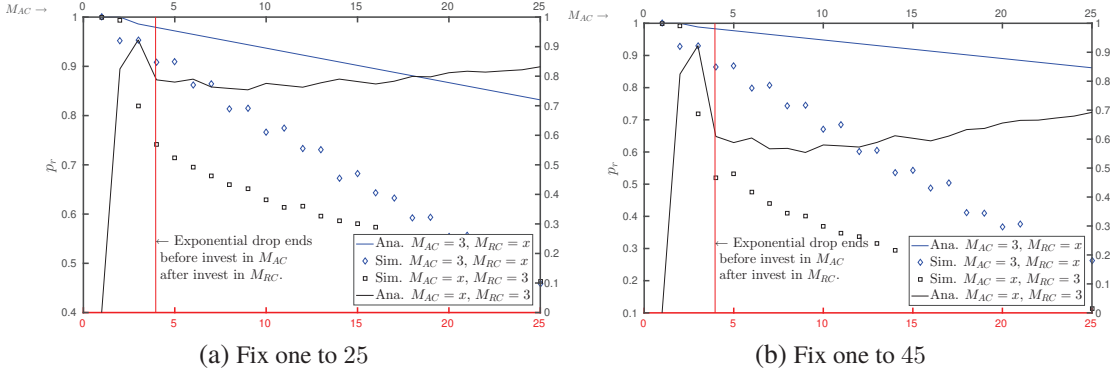 M_AC → 0 5 10 15 20 25
1
0.9
0.8
0.7
0.6
0.5
0.4
p_r
1
0.9
0.8
0.7
0.6
0.5
0.4
0.3
0.2
0.1
0
← Exponential drop ends
before invest in M_AC
after invest in M_RC.
Ana. M_AC = 3, M_RC = x
Sim. M_AC = 3, M_RC = x
Sim. M_AC = x, M_RC = 3
Ana. M_AC = x, M_RC = 3
0 5 10 15 20 25
(a) Fix one to 25
M_AC → 0 5 10 15 20 25
1
0.9
0.8
0.7
0.6
0.5
0.4
0.3
0.2
0.1
p_r
1
0.9
0.8
0.7
0.6
0.5
0.4
0.3
0.2
0.1
0
← Exponential drop ends
before invest in M_AC
after invest in M_RC.
Ana. M_AC = 3, M_RC = x
Sim. M_AC = 3, M_RC = x
Sim. M_AC = x, M_RC = 3
Ana. M_AC = x, M_RC = 3
0 5 10 15 20 25
(b) Fix one to 45